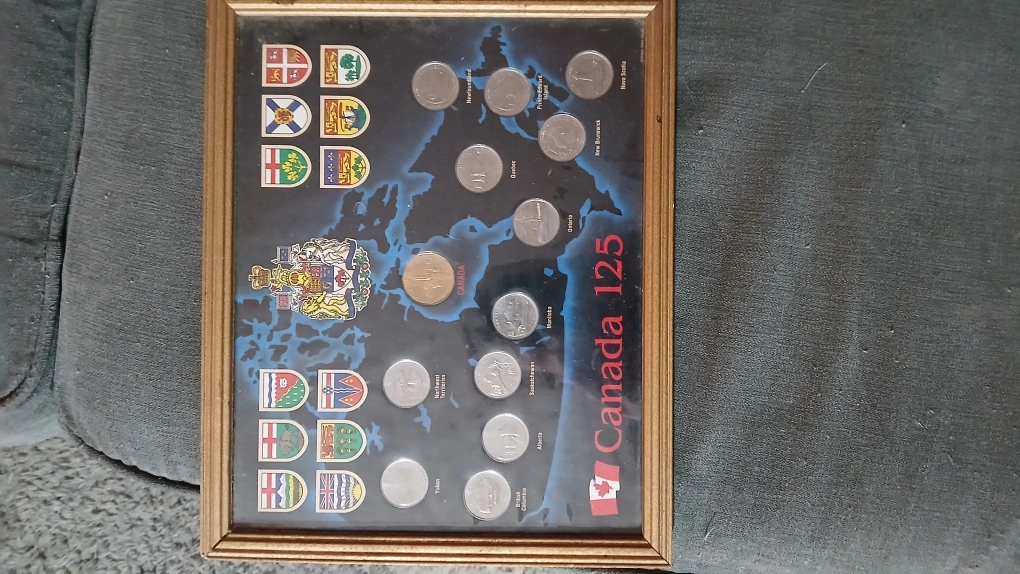 Newfoundland
Prince Edward
Island
Nova Scotia
New Brunswick
Quebec
Ontario
CANADA
Manitoba
Northwest
Territories
Saskatchewan
Alberta
Yukon
British
Columbia
Canada 125